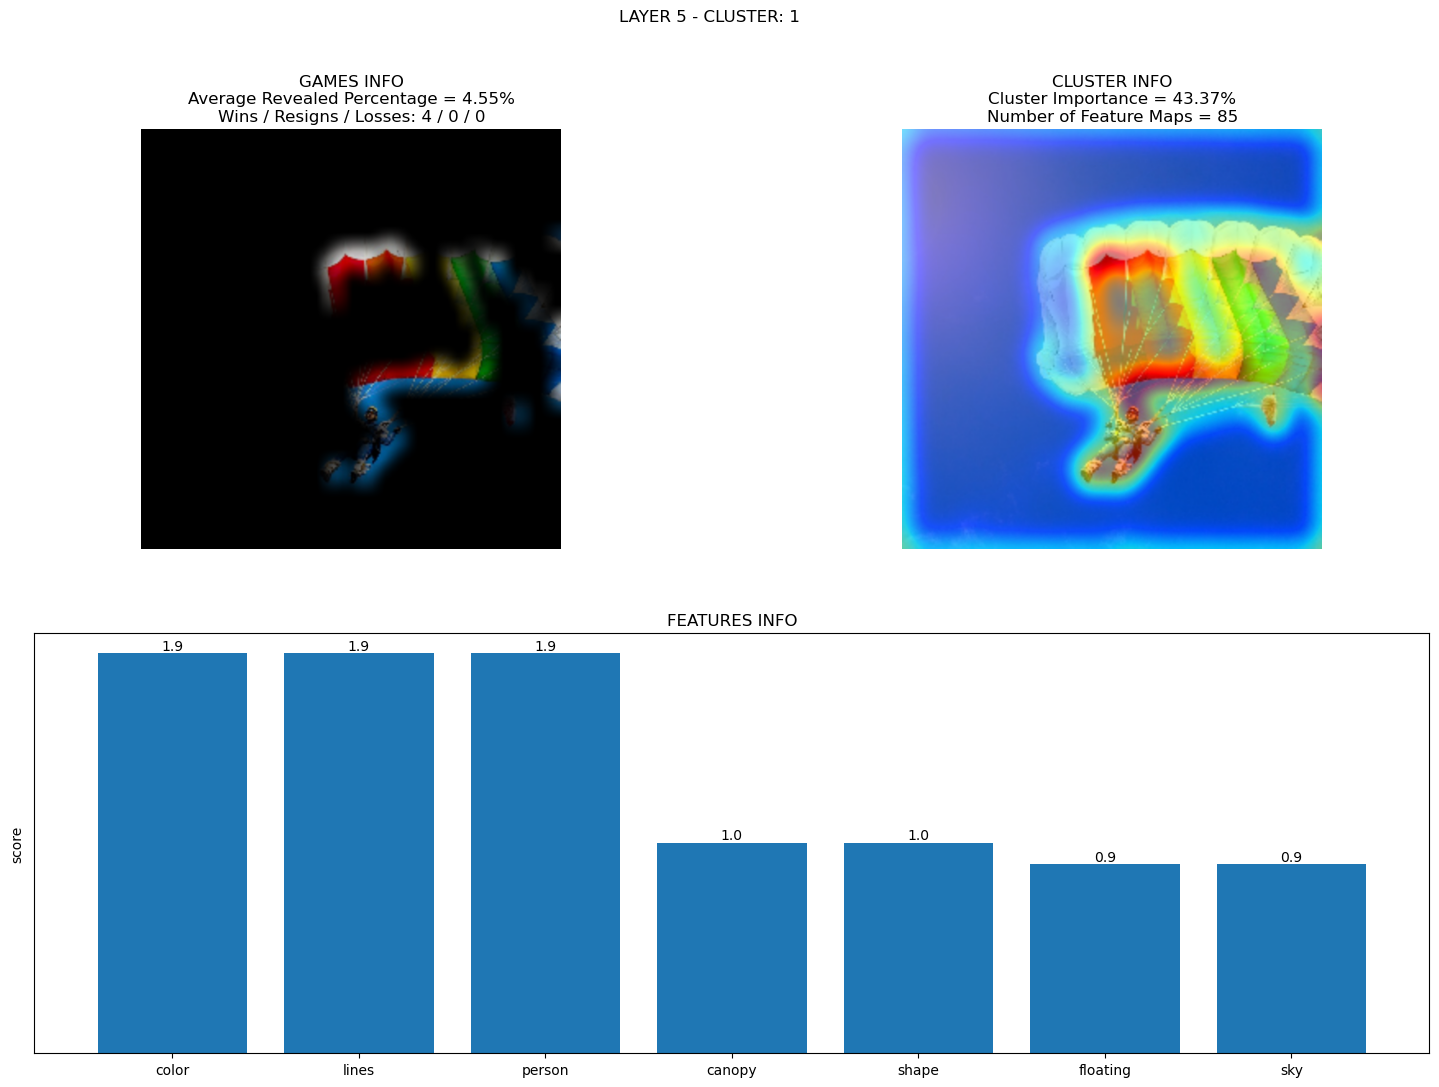 LAYER 5 - CLUSTER: 1
GAMES INFO
Average Revealed Percentage = 4.55%
Wins / Resigns / Losses: 4 / 0 / 0
CLUSTER INFO
Cluster Importance = 43.37%
Number of Feature Maps = 85
FEATURES INFO
score
1.9
1.9
1.9
1.0
1.0
0.9
0.9
color
lines
person
canopy
shape
floating
sky